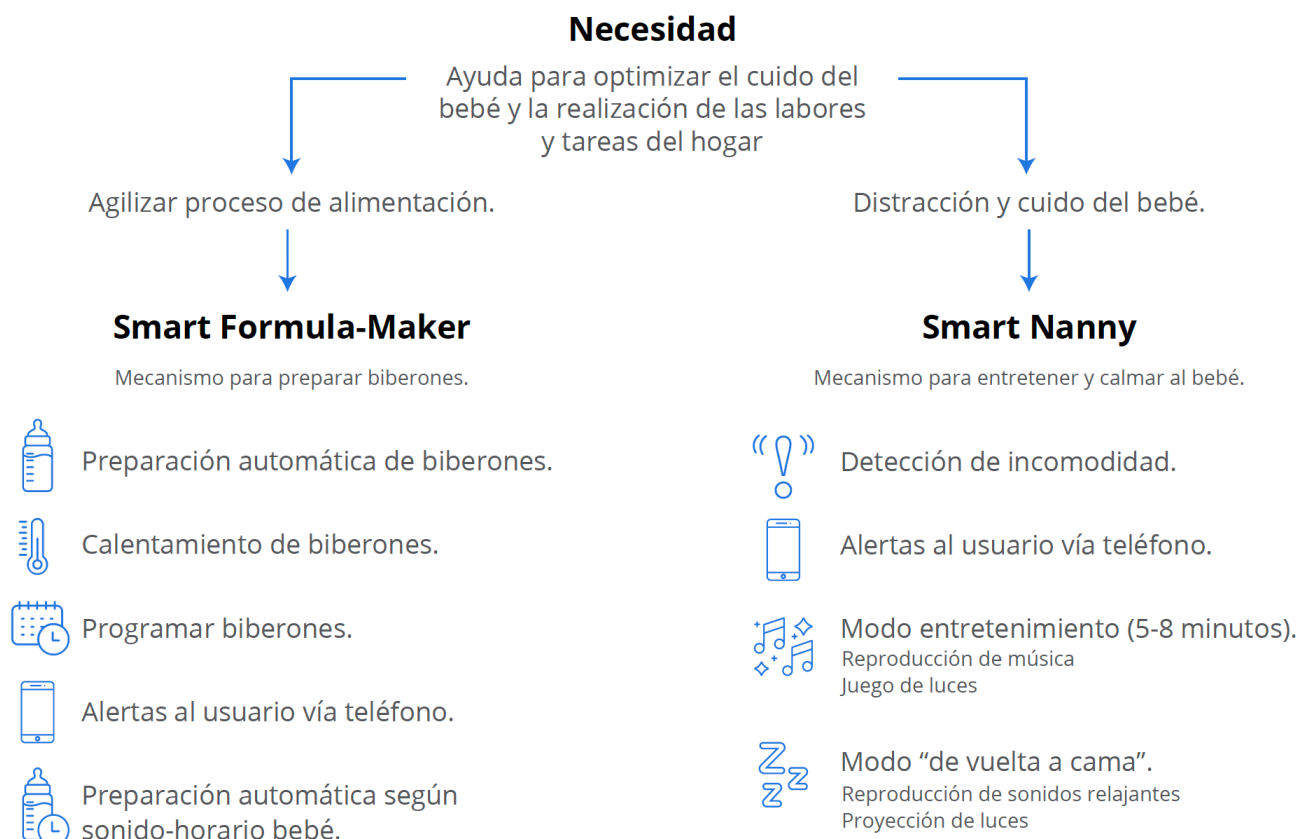 Necesidad
Ayuda para optimizar el cuido del
bebé y la realización de las labores
y tareas del hogar
Agilizar proceso de alimentación.
Smart Formula-Maker
Mecanismo para preparar biberones.
Preparación automática de biberones.
Calentamiento de biberones.
Programar biberones.
Alertas al usuario vía teléfono.
Preparación automática según
sonido-horario bebé.
Distracción y cuido del bebé.
Smart Nanny
Mecanismo para entretener y calmar al bebé.
Detección de incomodidad.
Alertas al usuario vía teléfono.
Modo entretenimiento (5-8 minutos).
Reproducción de música
Juego de luces
Modo “de vuelta a cama”.
Reproducción de sonidos relajantes
Proyección de luces